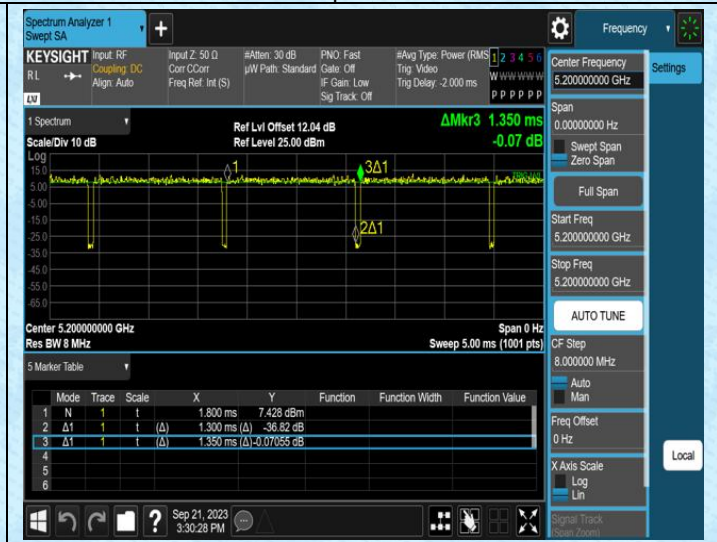 Spectrum Analyzer 1
Swept SA
Frequency
KEYSIGHT
RL
LXI
Input: RF
Coupling: DC
Align: Auto
Input Z: 50 Ω
Corr CCorr
Freq Ref: Int (S)
#Atten: 30 dB
µW Path: Standard
PNO: Fast
Gate: Off
IF Gain: Low
Sig Track: Off
#Avg Type: Power (RMS
Trig: Video
Trig Delay: -2.000 ms
1 2 3 4 5 6
W W W W W W
P P P P P P
1 Spectrum
Scale/Div 10 dB
Ref Lvl Offset 12.04 dB
Ref Level 25.00 dBm
ΔMkr3 1.350 ms
-0.07 dB
Log
15.0
5.00
-5.00
-15.0
-25.0
-35.0
-45.0
-55.0
-65.0
1
3Δ1
2Δ1
Center 5.200000000 GHz
Res BW 8 MHz
Span 0 Hz
Sweep 5.00 ms (1001 pts)
5 Marker Table
Mode Trace Scale X Y Function Function Width Function Value
1 N 1 t 1.800 ms 7.428 dBm
2 Δ1 1 t (Δ) 1.300 ms (Δ) -36.82 dB
3 Δ1 1 t (Δ) 1.350 ms (Δ) -0.07055 dB
4
5
6
Sep 21, 2023
3:30:28 PM
Center Frequency
5.200000000 GHz
Span
0.00000000 Hz
Swept Span
Zero Span
Full Span
Start Freq
5.200000000 GHz
Stop Freq
5.200000000 GHz
AUTO TUNE
CF Step
8.000000 MHz
Auto
Man
Freq Offset
0 Hz
X Axis Scale
Log
Lin
Signal Track
(Span Zoom)
Settings
Local